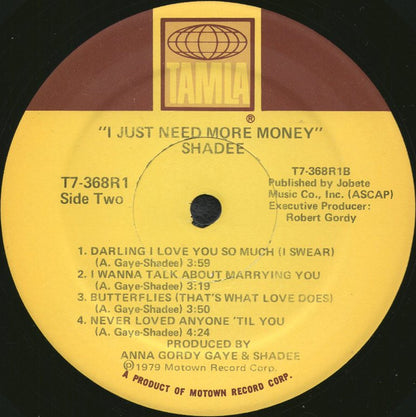 TAMLA
®
"I JUST NEED MORE MONEY"
SHADEE
T7-368R1
Side Two
T7-368R1B
Published by Jobete
Music Co., Inc. (ASCAP)
Executive Producer:
Robert Gordy
1. DARLING I LOVE YOU SO MUCH (I SWEAR)
(A. Gaye-Shadee) 3:59
2. I WANNA TALK ABOUT MARRYING YOU
(A. Gaye-Shadee) 3:19
3. BUTTERFLIES (THAT'S WHAT LOVE DOES)
(A. Gaye-Shadee) 3:50
4. NEVER LOVED ANYONE 'TIL YOU
(A. Gaye-Shadee) 4:24
PRODUCED BY
ANNA GORDY GAYE & SHADEE
℗1979 Motown Record Corp.
A PRODUCT OF MOTOWN RECORD CORP.